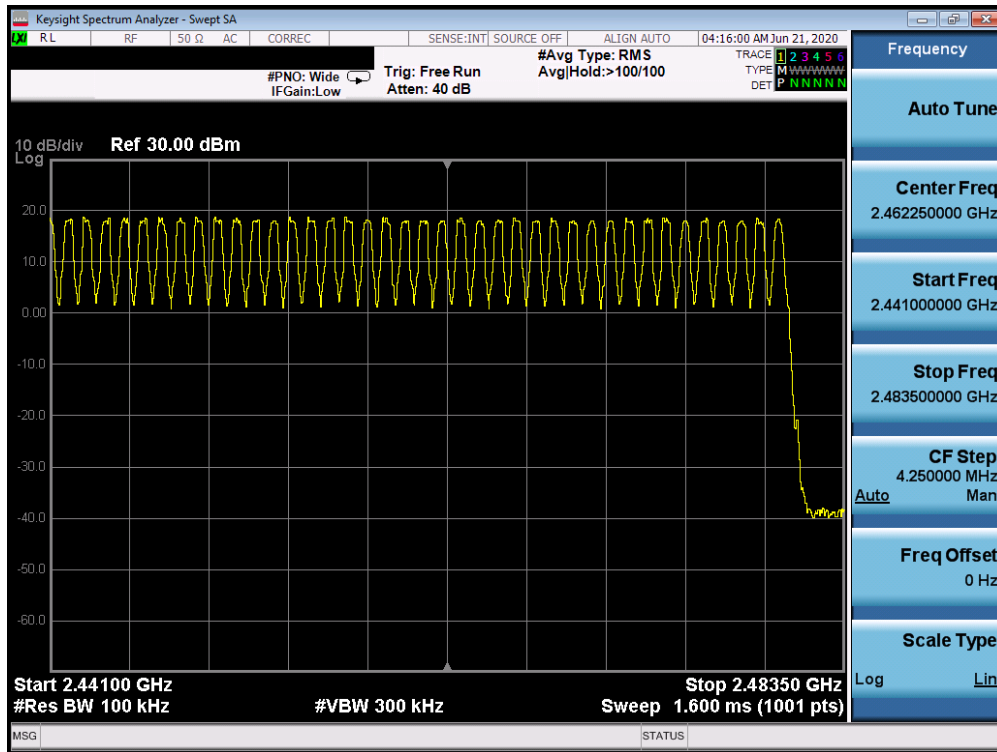 Keysight Spectrum Analyzer - Swept SA
LXI RL RF 50 Ω AC CORREC SENSE:INT SOURCE OFF ALIGN AUTO 04:16:00 AM Jun 21, 2020
#PNO: Wide
IFGain:Low
Trig: Free Run
Atten: 40 dB
#Avg Type: RMS
Avg|Hold:>100/100
TRACE 1 2 3 4 5 6
TYPE M WWWWW
DET P N N N N N
10 dB/div
Log
Ref 30.00 dBm
20.0
10.0
0.00
-10.0
-20.0
-30.0
-40.0
-50.0
-60.0
Start 2.44100 GHz
#Res BW 100 kHz
#VBW 300 kHz
Stop 2.48350 GHz
Sweep 1.600 ms (1001 pts)
MSG
STATUS
Frequency
Auto Tune
Center Freq
2.462250000 GHz
Start Freq
2.441000000 GHz
Stop Freq
2.483500000 GHz
CF Step
4.250000 MHz
Auto Man
Freq Offset
0 Hz
Scale Type
Log Lin